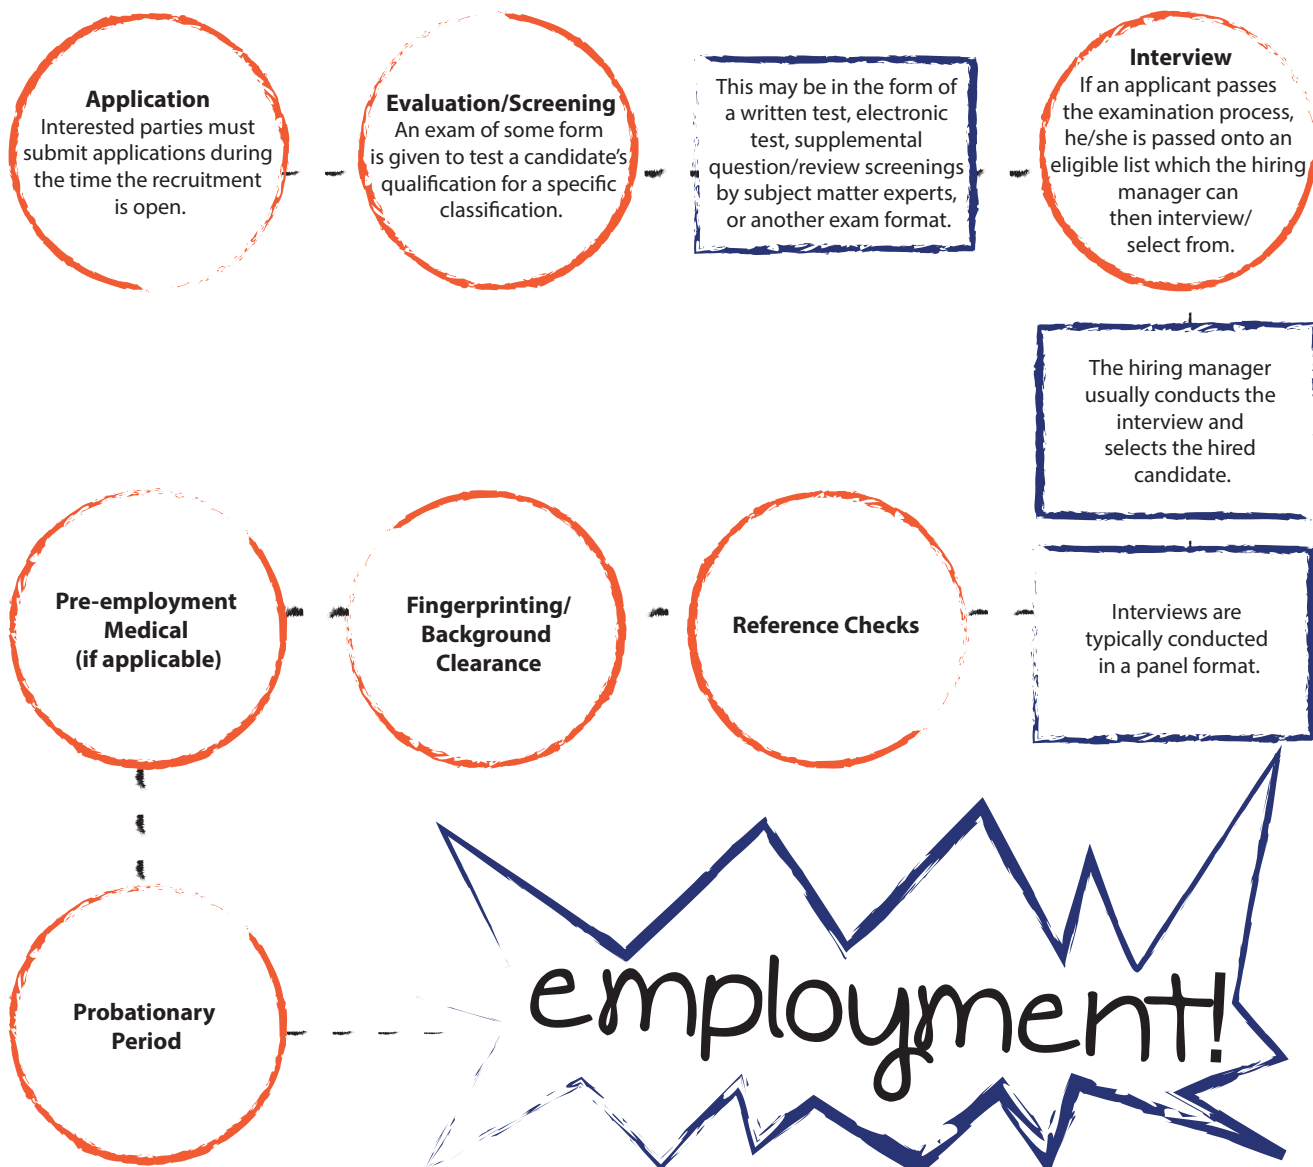 Application
Interested parties must
submit applications during
the time the recruitment
is open.
Evaluation/Screening
An exam of some form
is given to test a candidate's
qualification for a specific
classification.
This may be in the form of
a written test, electronic
test, supplemental
question/review screenings
by subject matter experts,
or another exam format.
Interview
If an applicant passes
the examination process,
he/she is passed onto an
eligible list which the hiring
manager can
then interview/
select from.
The hiring manager
usually conducts the
interview and
selects the hired
candidate.
Interviews are
typically conducted
in a panel format.
Reference Checks
Fingerprinting/
Background
Clearance
Pre-employment
Medical
(if applicable)
Probationary
Period
employment!